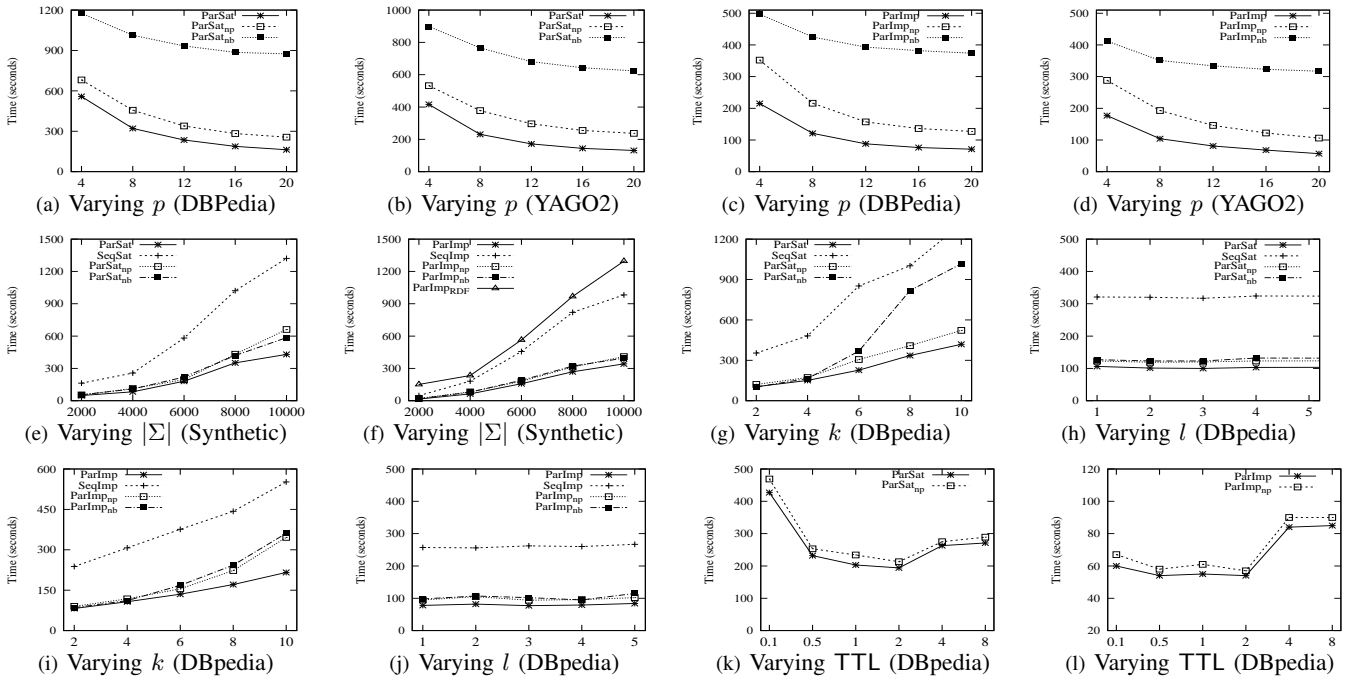 1200
900
600
300
0
Time (seconds)
4 8 12 16 20
ParSat
ParSat_np
ParSat_nb
(a) Varying p (DBPedia)
1000
800
600
400
200
0
Time (seconds)
4 8 12 16 20
ParSat
ParSat_np
ParSat_nb
(b) Varying p (YAGO2)
500
400
300
200
100
0
Time (seconds)
4 8 12 16 20
ParImp
ParImp_np
ParImp_nb
(c) Varying p (DBPedia)
500
400
300
200
100
0
Time (seconds)
4 8 12 16 20
ParImp
ParImp_np
ParImp_nb
(d) Varying p (YAGO2)
1500
1200
900
600
300
0
Time (seconds)
2000 4000 6000 8000 10000
ParSat
SeqSat
ParSat_np
ParSat_nb
(e) Varying |Σ| (Synthetic)
1500
1200
900
600
300
0
Time (seconds)
2000 4000 6000 8000 10000
ParImp
SeqImp
ParImp_np
ParImp_nb
ParImp_RDF
(f) Varying |Σ| (Synthetic)
1200
900
600
300
0
Time (seconds)
2 4 6 8 10
ParSat
SeqSat
ParSat_np
ParSat_nb
(g) Varying k (DBpedia)
500
400
300
200
100
0
Time (seconds)
1 2 3 4 5
ParSat
SeqSat
ParSat_np
ParSat_nb
(h) Varying l (DBpedia)
600
450
300
150
0
Time (seconds)
2 4 6 8 10
ParImp
SeqImp
ParImp_np
ParImp_nb
(i) Varying k (DBpedia)
500
400
300
200
100
0
Time (seconds)
1 2 3 4 5
ParImp
SeqImp
ParImp_np
ParImp_nb
(j) Varying l (DBpedia)
500
400
300
200
100
0
Time (seconds)
0.1 0.5 1 2 4 8
ParSat
ParSat_np
(k) Varying TTL (DBpedia)
120
100
80
60
40
20
Time (seconds)
0.1 0.5 1 2 4 8
ParImp
ParImp_np
(l) Varying TTL (DBpedia)